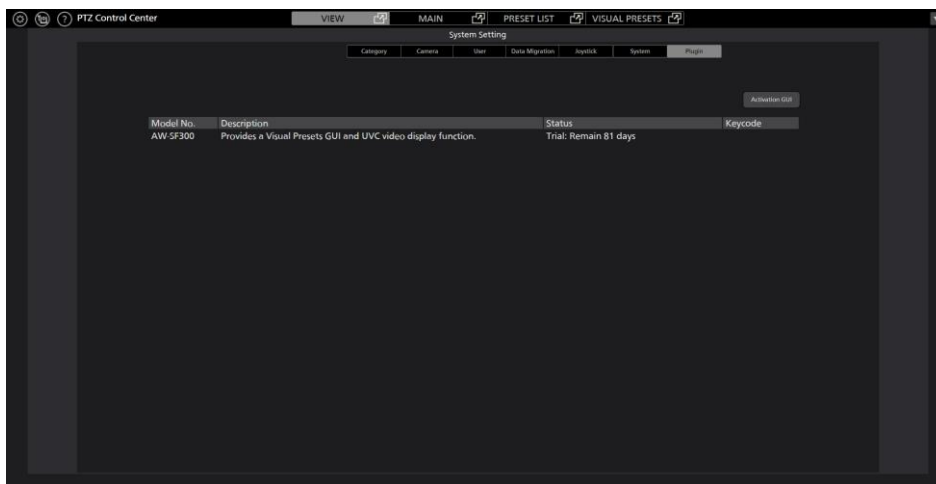 PTZ Control Center VIEW MAIN PRESET LIST VISUAL PRESETS
System Setting
Category Camera User Data Migration Joystick System Plugin
Activation GUI
Model No. Description Status Keycode
AW-SF300 Provides a Visual Presets GUI and UVC video display function. Trial: Remain 81 days